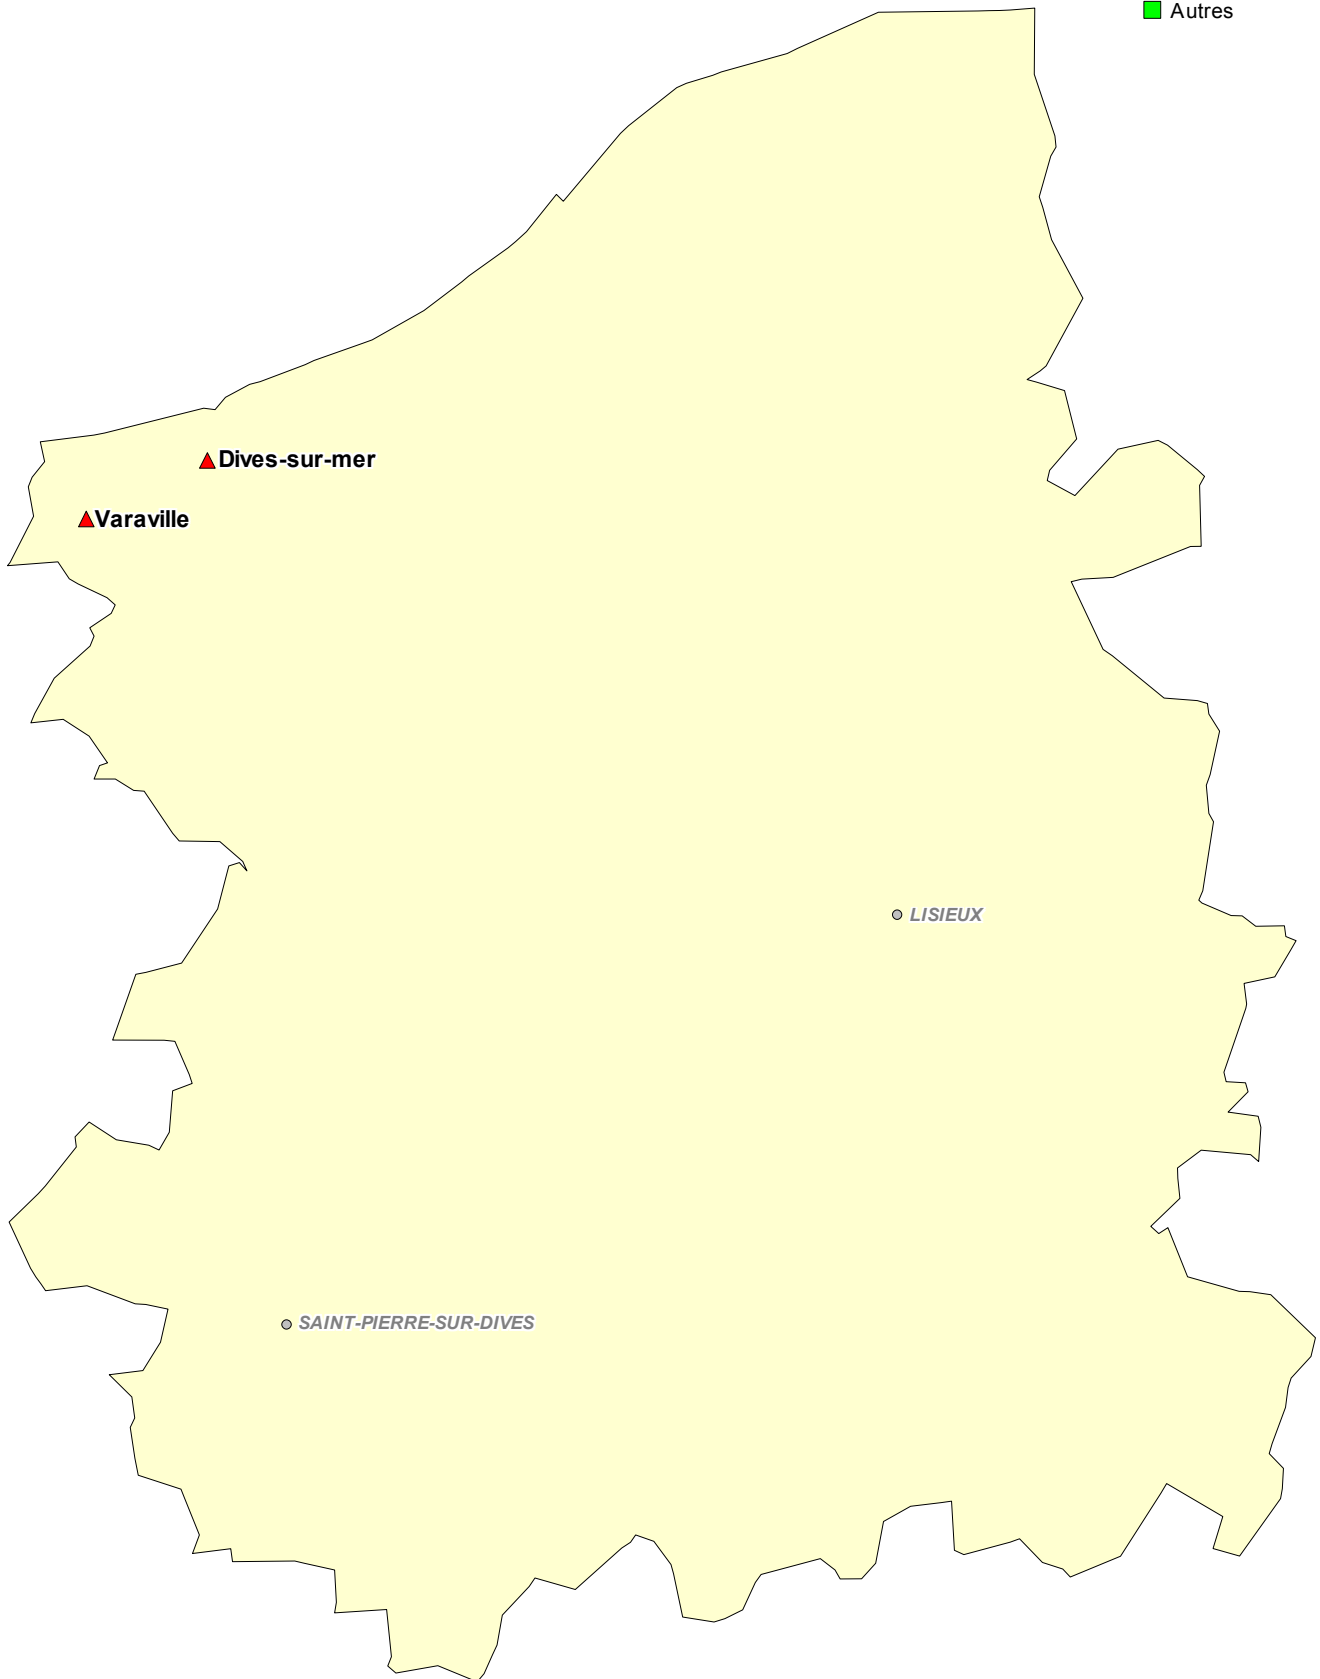 Autres
Dives-sur-mer
Varaville
LISIEUX
SAINT-PIERRE-SUR-DIVES